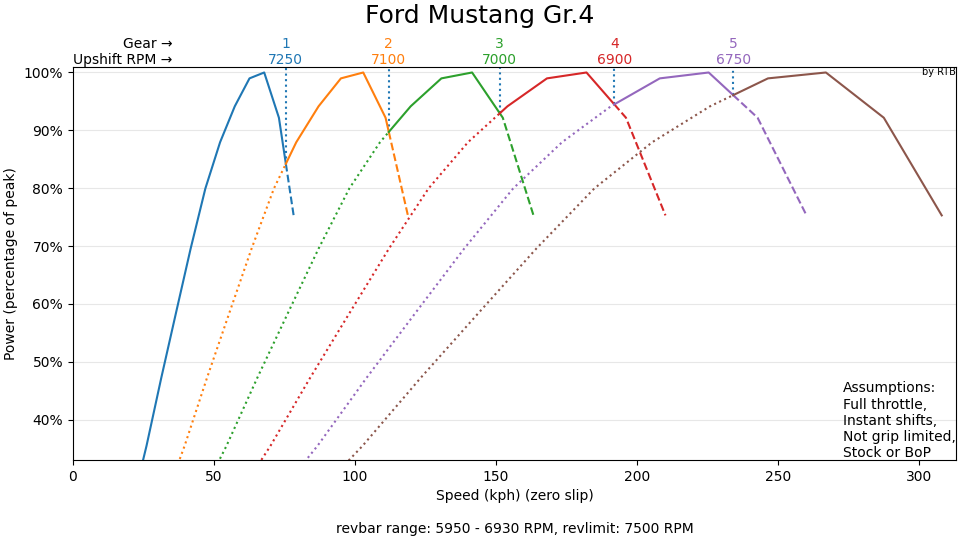 Ford Mustang Gr.4
Gear → 1 2 3 4 5
Upshift RPM → 7250 7100 7000 6900 6750
by RTB
100%
90%
80%
70%
60%
50%
40%
Power (percentage of peak)
Assumptions:
Full throttle,
Instant shifts,
Not grip limited,
Stock or BoP
0 50 100 150 200 250 300
Speed (kph) (zero slip)
revbar range: 5950 - 6930 RPM, revlimit: 7500 RPM